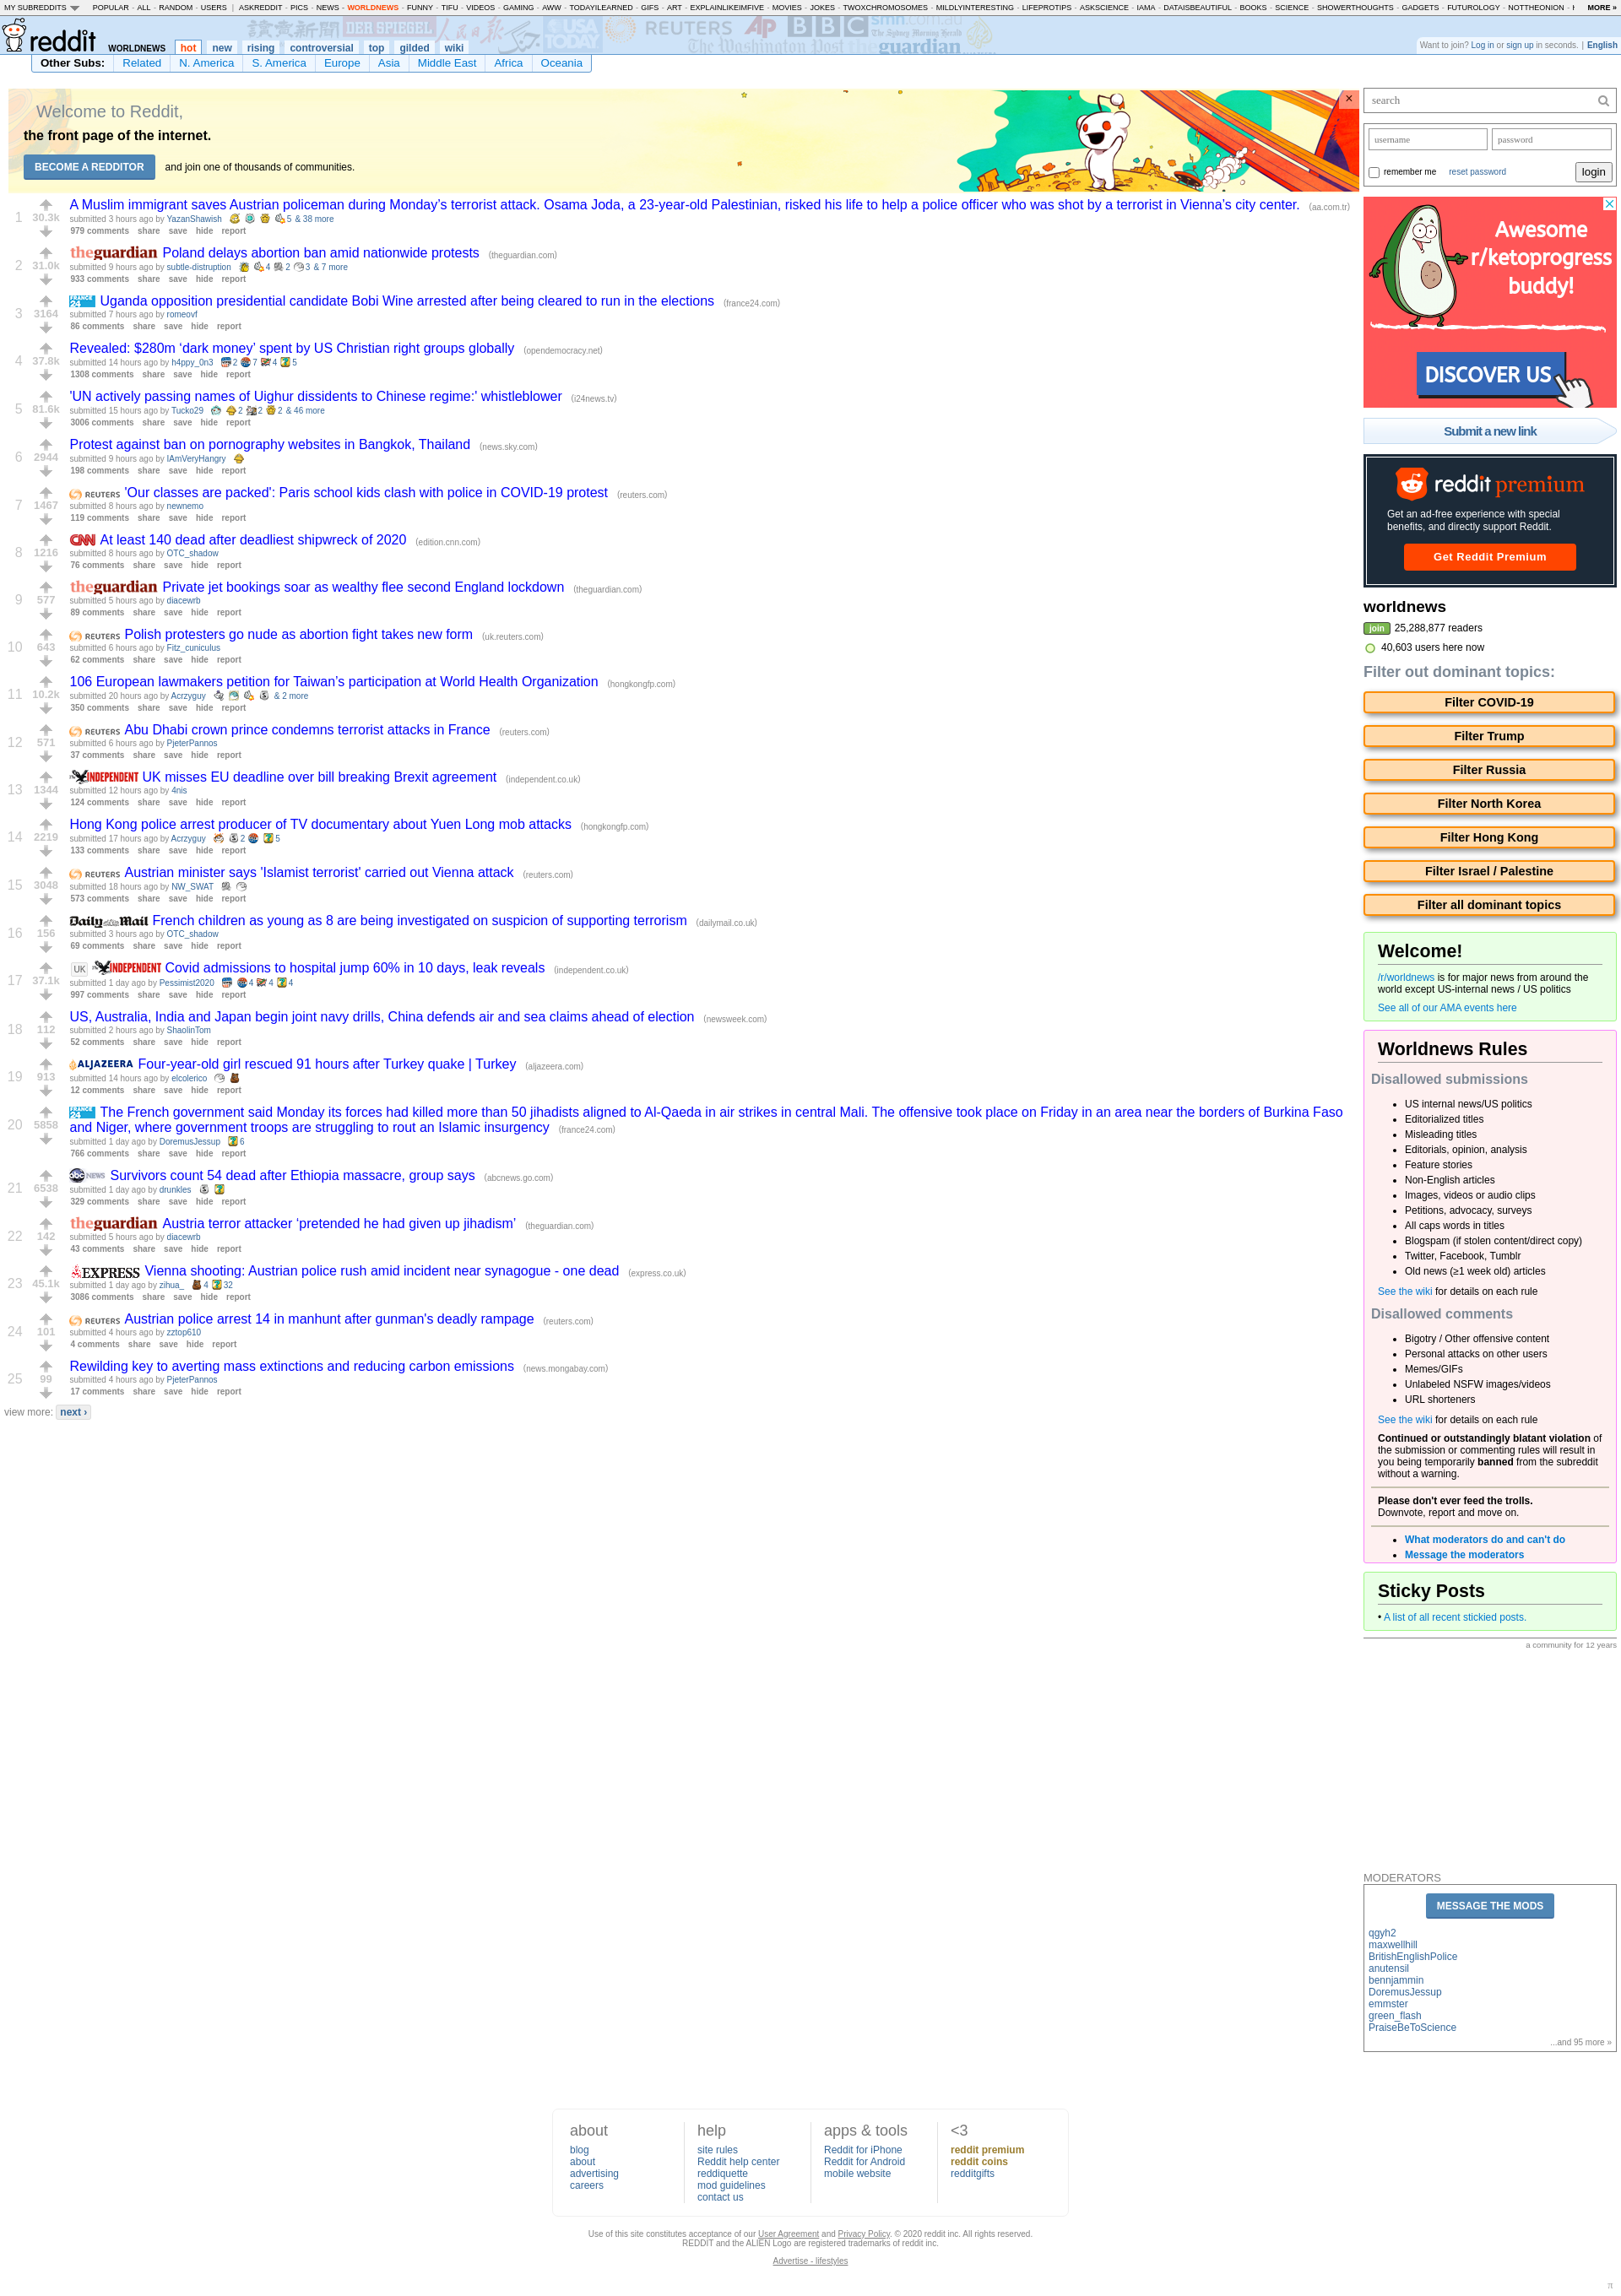 MY SUBREDDITS POPULAR - ALL - RANDOM - USERS | ASKREDDIT - PICS - NEWS - WORLDNEWS - FUNNY - TIFU - VIDEOS - GAMING - AWW - TODAYILEARNED - GIFS - ART - EXPLAINLIKEIMFIVE - MOVIES - JOKES - TWOXCHROMOSOMES - MILDLYINTERESTING - LIFEPROTIPS - ASKSCIENCE - IAMA - DATAISBEAUTIFUL - BOOKS - SCIENCE - SHOWERTHOUGHTS - GADGETS - FUTUROLOGY - NOTTHEONION - MORE »
読売新聞 DER SPIEGEL 人民日报 USA TODAY REUTERS AP BBC smh.com.au
The Sydney Morning Herald
The Washington Post theguardian
reddit WORLDNEWS hot new rising controversial top gilded wiki
Want to join? Log in or sign up in seconds. | English
Other Subs: Related N. America S. America Europe Asia Middle East Africa Oceania
Welcome to Reddit,
the front page of the internet.
BECOME A REDDITOR and join one of thousands of communities.
×
1 30.3k A Muslim immigrant saves Austrian policeman during Monday’s terrorist attack. Osama Joda, a 23-year-old Palestinian, risked his life to help a police officer who was shot by a terrorist in Vienna’s city center. (aa.com.tr)
submitted 3 hours ago by YazanShawish 5 & 38 more
979 comments share save hide report
2 31.0k theguardian Poland delays abortion ban amid nationwide protests (theguardian.com)
submitted 9 hours ago by subtle-distruption 4 2 3 & 7 more
933 comments share save hide report
3 3164 FRANCE 24 Uganda opposition presidential candidate Bobi Wine arrested after being cleared to run in the elections (france24.com)
submitted 7 hours ago by romeovf
86 comments share save hide report
4 37.8k Revealed: $280m ‘dark money’ spent by US Christian right groups globally (opendemocracy.net)
submitted 14 hours ago by h4ppy_0n3 2 7 4 5
1308 comments share save hide report
5 81.6k 'UN actively passing names of Uighur dissidents to Chinese regime:' whistleblower (i24news.tv)
submitted 15 hours ago by Tucko29 2 2 2 & 46 more
3006 comments share save hide report
6 2944 Protest against ban on pornography websites in Bangkok, Thailand (news.sky.com)
submitted 9 hours ago by IAmVeryHangry
198 comments share save hide report
7 1467 REUTERS 'Our classes are packed': Paris school kids clash with police in COVID-19 protest (reuters.com)
submitted 8 hours ago by newnemo
119 comments share save hide report
8 1216 CNN At least 140 dead after deadliest shipwreck of 2020 (edition.cnn.com)
submitted 8 hours ago by OTC_shadow
76 comments share save hide report
9 577 theguardian Private jet bookings soar as wealthy flee second England lockdown (theguardian.com)
submitted 5 hours ago by diacewrb
89 comments share save hide report
10 643 REUTERS Polish protesters go nude as abortion fight takes new form (uk.reuters.com)
submitted 6 hours ago by Fitz_cuniculus
62 comments share save hide report
11 10.2k 106 European lawmakers petition for Taiwan’s participation at World Health Organization (hongkongfp.com)
submitted 20 hours ago by Acrzyguy & 2 more
350 comments share save hide report
12 571 REUTERS Abu Dhabi crown prince condemns terrorist attacks in France (reuters.com)
submitted 6 hours ago by PjeterPannos
37 comments share save hide report
13 1344 INDEPENDENT UK misses EU deadline over bill breaking Brexit agreement (independent.co.uk)
submitted 12 hours ago by 4nis
124 comments share save hide report
14 2219 Hong Kong police arrest producer of TV documentary about Yuen Long mob attacks (hongkongfp.com)
submitted 17 hours ago by Acrzyguy 2 5
133 comments share save hide report
15 3048 REUTERS Austrian minister says 'Islamist terrorist' carried out Vienna attack (reuters.com)
submitted 18 hours ago by NW_SWAT
573 comments share save hide report
16 156 Daily Mail French children as young as 8 are being investigated on suspicion of supporting terrorism (dailymail.co.uk)
submitted 3 hours ago by OTC_shadow
69 comments share save hide report
17 37.1k UK INDEPENDENT Covid admissions to hospital jump 60% in 10 days, leak reveals (independent.co.uk)
submitted 1 day ago by Pessimist2020 4 4 4
997 comments share save hide report
18 112 US, Australia, India and Japan begin joint navy drills, China defends air and sea claims ahead of election (newsweek.com)
submitted 2 hours ago by ShaolinTom
52 comments share save hide report
19 913 ALJAZEERA Four-year-old girl rescued 91 hours after Turkey quake | Turkey (aljazeera.com)
submitted 14 hours ago by elcolerico
12 comments share save hide report
20 5858 FRANCE 24 The French government said Monday its forces had killed more than 50 jihadists aligned to Al-Qaeda in air strikes in central Mali. The offensive took place on Friday in an area near the borders of Burkina Faso
and Niger, where government troops are struggling to rout an Islamic insurgency (france24.com)
submitted 1 day ago by DoremusJessup 6
766 comments share save hide report
21 6538 abc NEWS Survivors count 54 dead after Ethiopia massacre, group says (abcnews.go.com)
submitted 1 day ago by drunkles
329 comments share save hide report
22 142 theguardian Austria terror attacker ‘pretended he had given up jihadism’ (theguardian.com)
submitted 5 hours ago by diacewrb
43 comments share save hide report
23 45.1k EXPRESS Vienna shooting: Austrian police rush amid incident near synagogue - one dead (express.co.uk)
submitted 1 day ago by zihua_ 4 32
3086 comments share save hide report
24 101 REUTERS Austrian police arrest 14 in manhunt after gunman's deadly rampage (reuters.com)
submitted 4 hours ago by zztop610
4 comments share save hide report
25 99 Rewilding key to averting mass extinctions and reducing carbon emissions (news.mongabay.com)
submitted 4 hours ago by PjeterPannos
17 comments share save hide report
view more: next ›
search
username password
remember me reset password login
Awesome
r/ketoprogress
buddy!
DISCOVER US
Submit a new link
reddit premium
Get an ad-free experience with special
benefits, and directly support Reddit.
Get Reddit Premium
worldnews
join 25,288,877 readers
40,603 users here now
Filter out dominant topics:
Filter COVID-19
Filter Trump
Filter Russia
Filter North Korea
Filter Hong Kong
Filter Israel / Palestine
Filter all dominant topics
Welcome!
/r/worldnews is for major news from around the
world except US-internal news / US politics
See all of our AMA events here
Worldnews Rules
Disallowed submissions
• US internal news/US politics
• Editorialized titles
• Misleading titles
• Editorials, opinion, analysis
• Feature stories
• Non-English articles
• Images, videos or audio clips
• Petitions, advocacy, surveys
• All caps words in titles
• Blogspam (if stolen content/direct copy)
• Twitter, Facebook, Tumblr
• Old news (≥1 week old) articles
See the wiki for details on each rule
Disallowed comments
• Bigotry / Other offensive content
• Personal attacks on other users
• Memes/GIFs
• Unlabeled NSFW images/videos
• URL shorteners
See the wiki for details on each rule
Continued or outstandingly blatant violation of
the submission or commenting rules will result in
you being temporarily banned from the subreddit
without a warning.
Please don't ever feed the trolls.
Downvote, report and move on.
• What moderators do and can't do
• Message the moderators
Sticky Posts
• A list of all recent stickied posts.
a community for 12 years
MODERATORS
MESSAGE THE MODS
qgyh2
maxwellhill
BritishEnglishPolice
anutensil
bennjammin
DoremusJessup
emmster
green_flash
PraiseBeToScience
...and 95 more »
about
blog
about
advertising
careers
help
site rules
Reddit help center
reddiquette
mod guidelines
contact us
apps & tools
Reddit for iPhone
Reddit for Android
mobile website
<3
reddit premium
reddit coins
redditgifts
Use of this site constitutes acceptance of our User Agreement and Privacy Policy. © 2020 reddit inc. All rights reserved.
REDDIT and the ALIEN Logo are registered trademarks of reddit inc.
Advertise - lifestyles
π